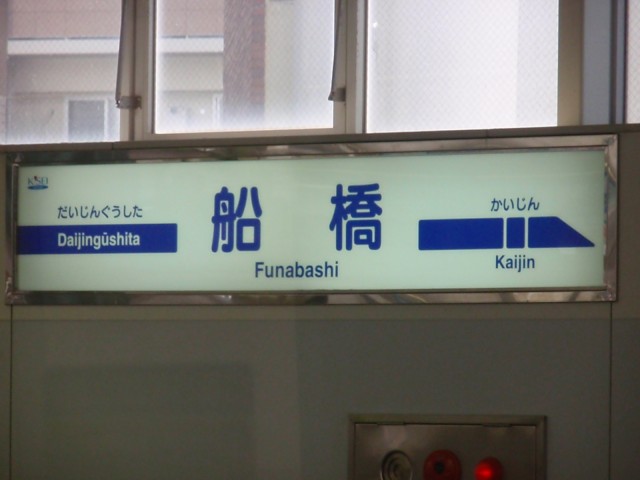 だいじんぐうした
Daijingūshita
船橋
Funabashi
かいじん
Kaijin